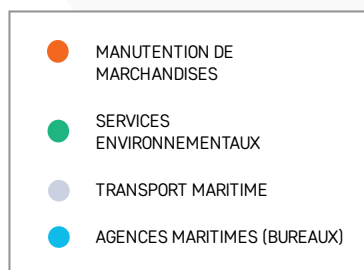 MANUTENTION DE
MARCHANDISES
SERVICES
ENVIRONNEMENTAUX
TRANSPORT MARITIME
AGENCES MARITIMES (BUREAUX)